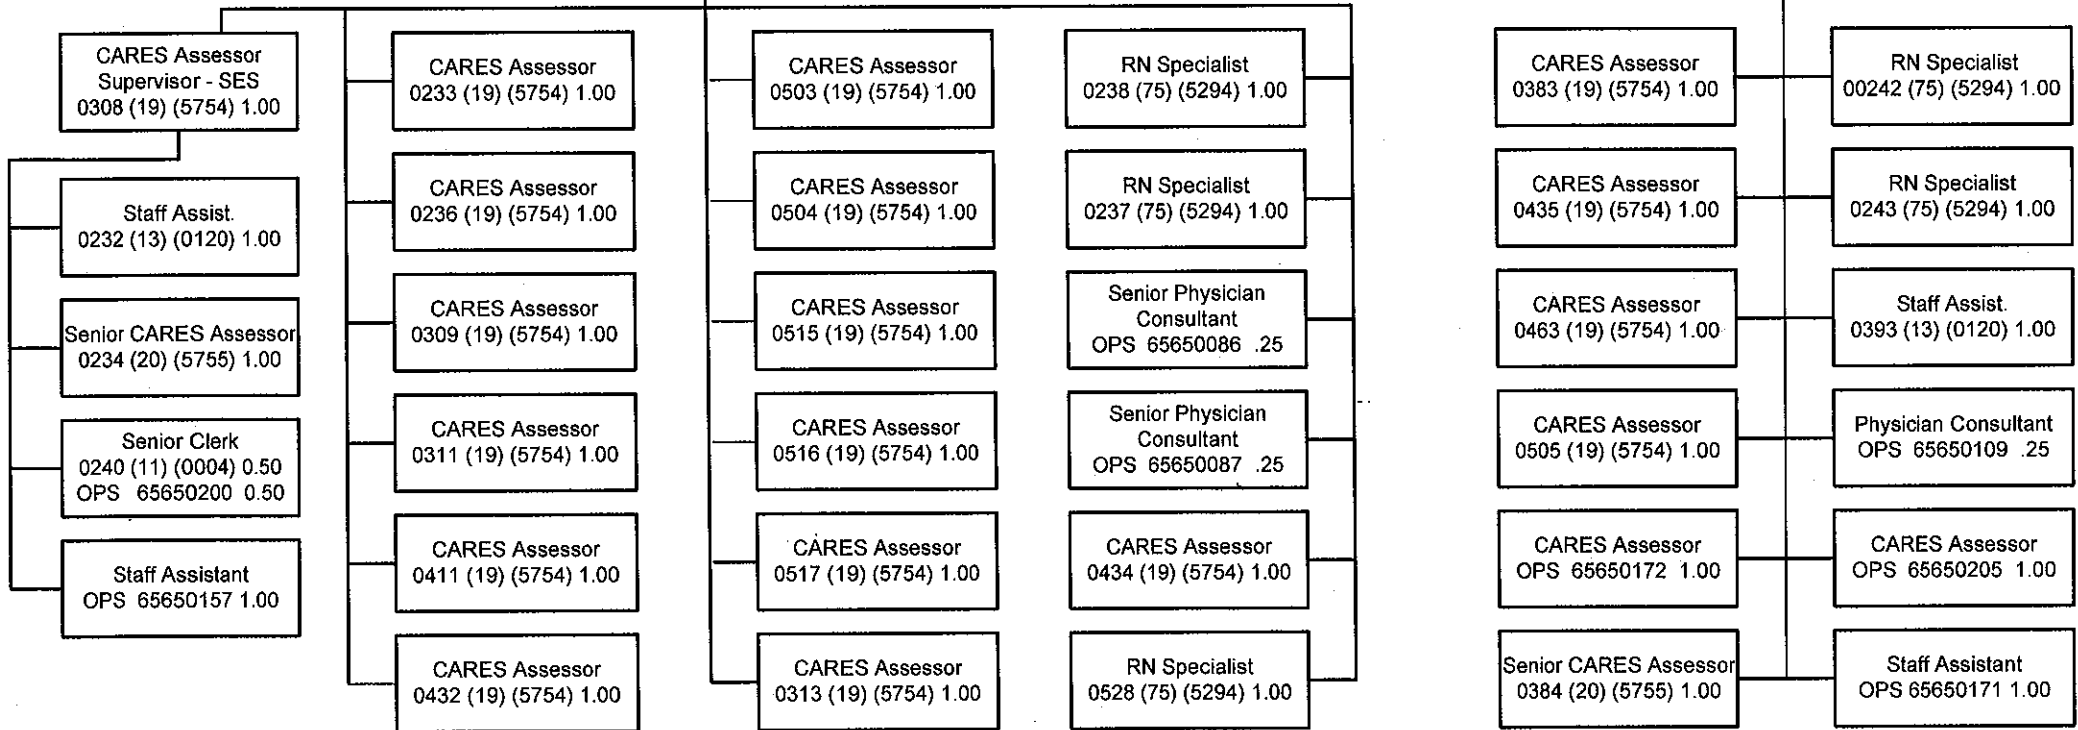 CARES Assessor
Supervisor - SES
0308 (19) (5754) 1.00
Staff Assist.
0232 (13) (0120) 1.00
Senior CARES Assessor
0234 (20) (5755) 1.00
Senior Clerk
0240 (11) (0004) 0.50
OPS 65650200 0.50
Staff Assistant
OPS 65650157 1.00
CARES Assessor
0233 (19) (5754) 1.00
CARES Assessor
0236 (19) (5754) 1.00
CARES Assessor
0309 (19) (5754) 1.00
CARES Assessor
0311 (19) (5754) 1.00
CARES Assessor
0411 (19) (5754) 1.00
CARES Assessor
0432 (19) (5754) 1.00
CARES Assessor
0503 (19) (5754) 1.00
CARES Assessor
0504 (19) (5754) 1.00
CARES Assessor
0515 (19) (5754) 1.00
CARES Assessor
0516 (19) (5754) 1.00
CARES Assessor
0517 (19) (5754) 1.00
CARES Assessor
0313 (19) (5754) 1.00
RN Specialist
0238 (75) (5294) 1.00
RN Specialist
0237 (75) (5294) 1.00
Senior Physician
Consultant
OPS 65650086 .25
Senior Physician
Consultant
OPS 65650087 .25
CARES Assessor
0434 (19) (5754) 1.00
RN Specialist
0528 (75) (5294) 1.00
CARES Assessor
0383 (19) (5754) 1.00
CARES Assessor
0435 (19) (5754) 1.00
CARES Assessor
0463 (19) (5754) 1.00
CARES Assessor
0505 (19) (5754) 1.00
CARES Assessor
OPS 65650172 1.00
Senior CARES Assessor
0384 (20) (5755) 1.00
RN Specialist
00242 (75) (5294) 1.00
RN Specialist
0243 (75) (5294) 1.00
Staff Assist.
0393 (13) (0120) 1.00
Physician Consultant
OPS 65650109 .25
CARES Assessor
OPS 65650205 1.00
Staff Assistant
OPS 65650171 1.00